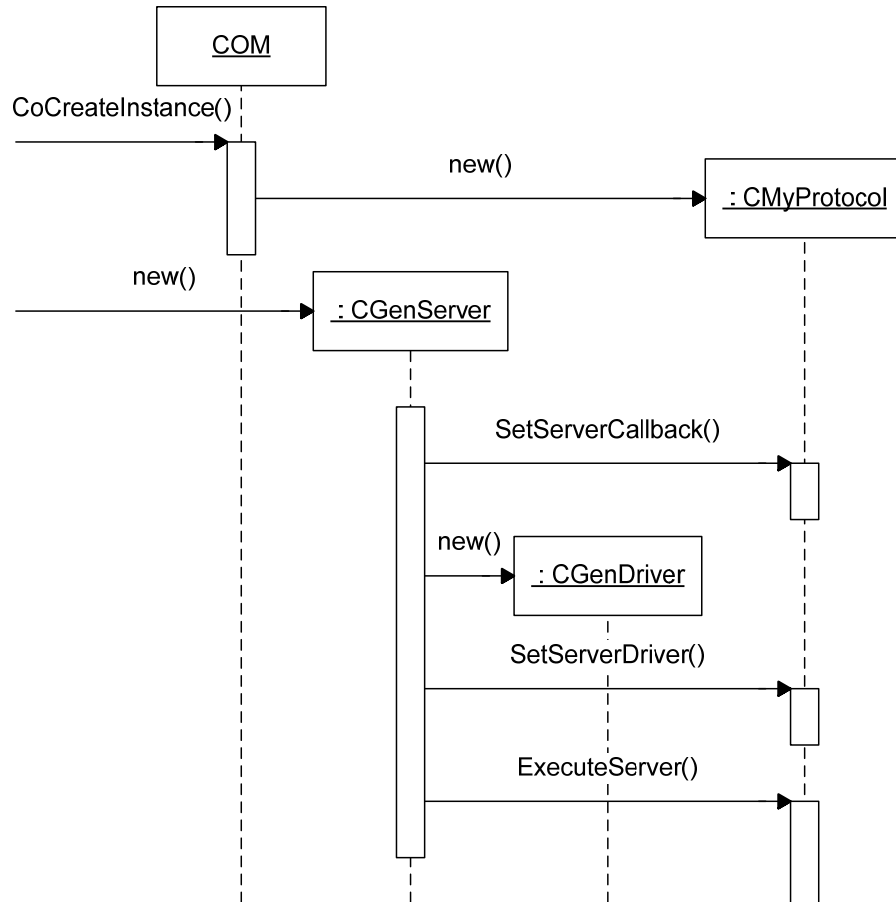 COM
CoCreateInstance()
new()
: CMyProtocol
new()
: CGenServer
SetServerCallback()
new()
: CGenDriver
SetServerDriver()
ExecuteServer()